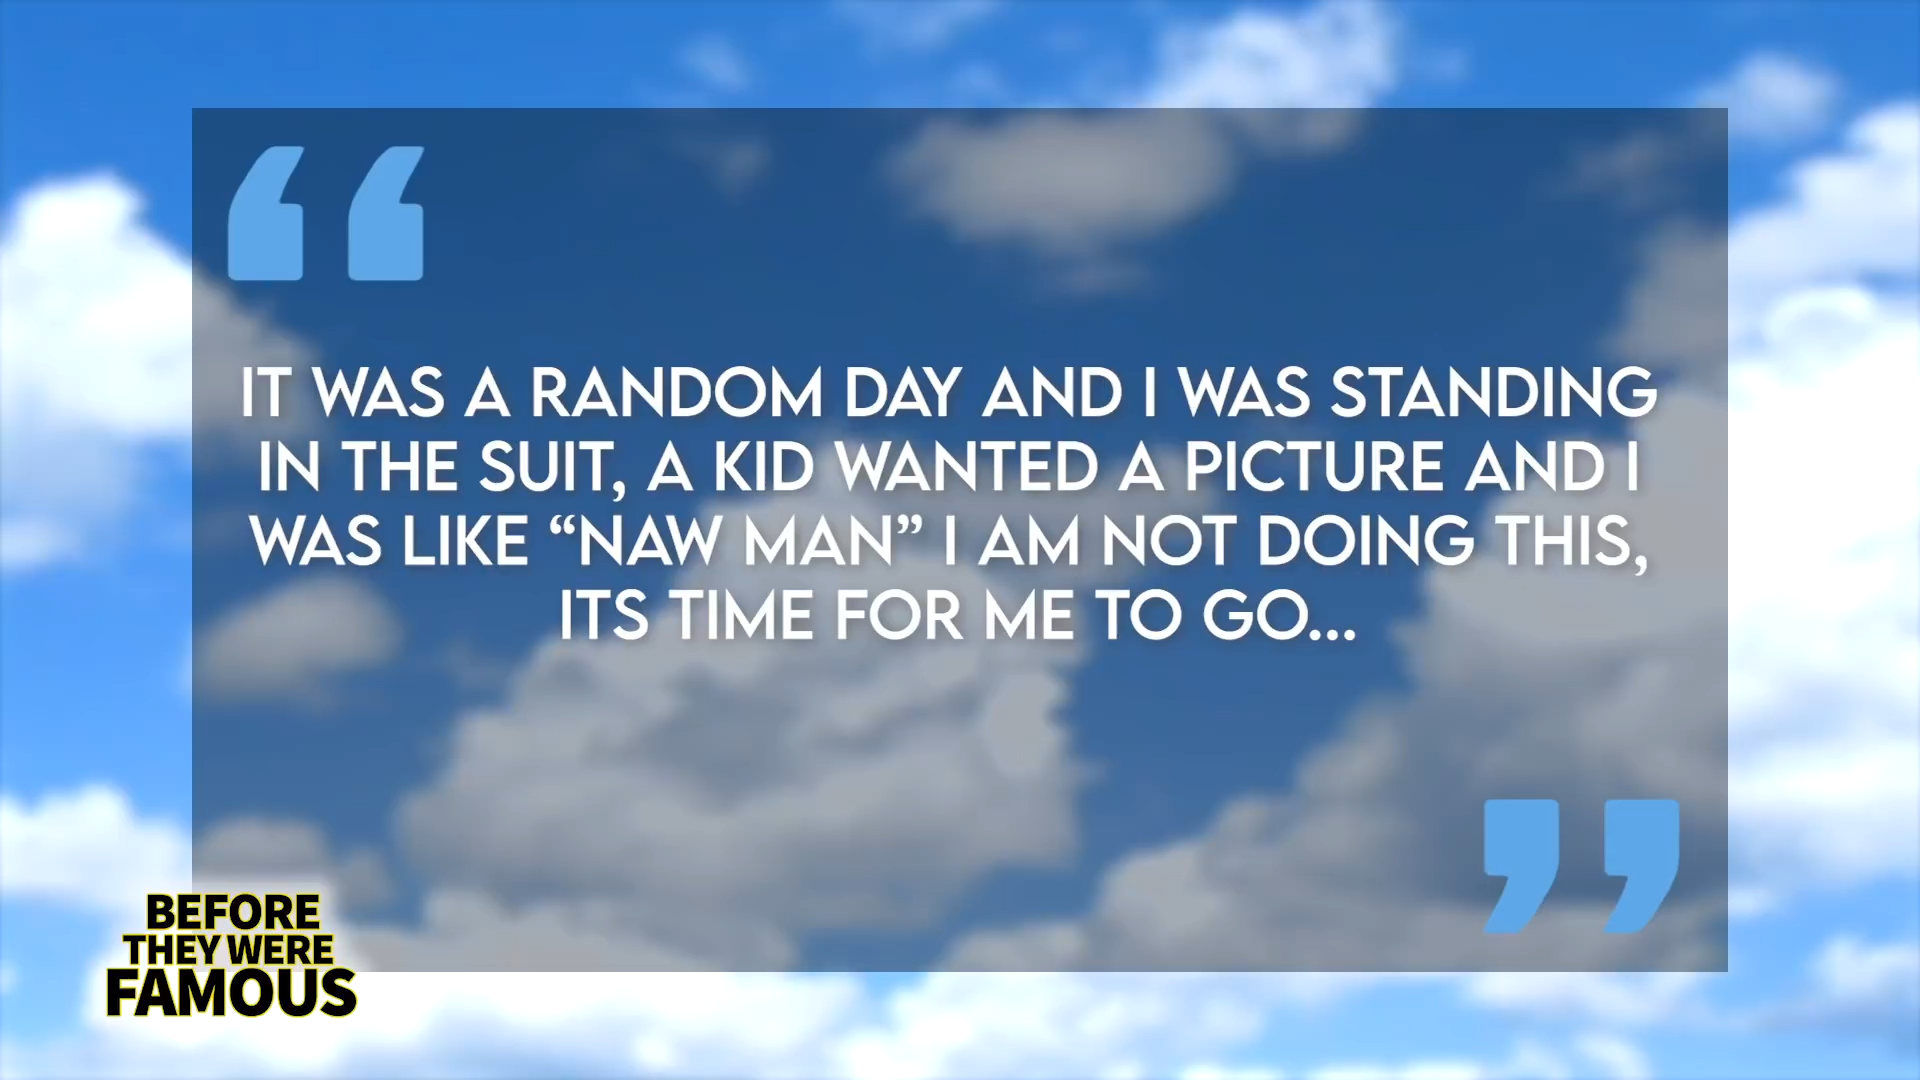 IT WAS A RANDOM DAY AND I WAS STANDING
IN THE SUIT, A KID WANTED A PICTURE AND I
WAS LIKE “NAW MAN” I AM NOT DOING THIS,
ITS TIME FOR ME TO GO...
BEFORE
THEY WERE
FAMOUS